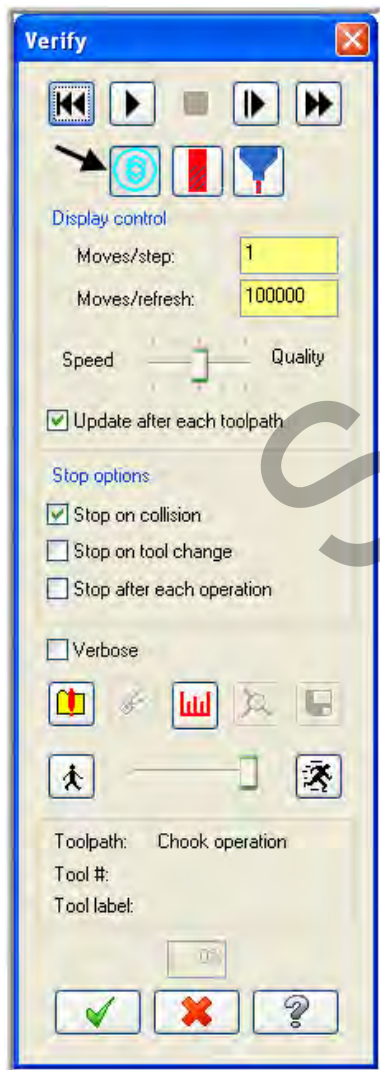 Verify
Display control
Moves/step: 1
Moves/refresh: 100000
Speed Quality
Update after each toolpath
Stop options
Stop on collision
Stop on tool change
Stop after each operation
Verbose
Toolpath: Chook operation
Tool #:
Tool label:
0%